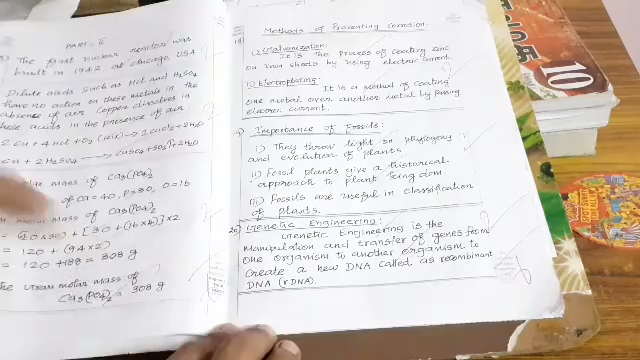 PART - II
The first nuclear reactor was
built in 1942 at chicago, USA
Dilute acids such as HCl and H2SO4
have no action on these metals in the
absence of air. Copper dissolves in
these acids in the presence of air
2Cu + 4HCl + O2 (air) → 2CuCl2 + 2H2O
+ 2H2SO4 → CuSO4 + SO2↑ + 2H2O
mass of Ca3(PO4)2
of Ca = 40, P = 30, O = 16
mass of Ca3(PO4)2
+ [30 + (16×4)] × 2
= 120 + (94×2)
= 120 + 188 = 308 g
molar mass of
Ca3(PO4)2 = 308 g
Methods of Preventing Corrosion
i) Galvanization:
It is the process of coating zinc
on iron sheets by using electric current.
ii) Electroplating:
It is a method of coating
one metal over another metal by passing
electric current.
Importance of Fossils
i) They throw light on phylogeny
and evolution of plants
ii) Fossil plants give a historical
approach to plant kingdom.
iii) Fossils are useful in classification
of plants.
Genetic Engineering:
Genetic Engineering is the
manipulation and transfer of genes from
one organism to another organism to
create a new DNA called as recombinant
DNA (rDNA).
10